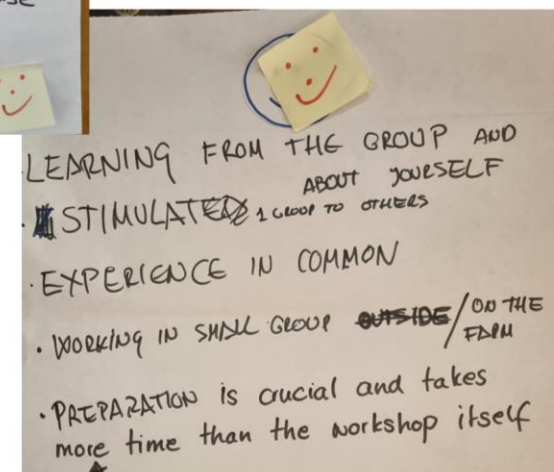 · LEARNING FROM THE GROUP AND
ABOUT YOURSELF
· STIMULATE 1 GROUP TO OTHERS
· EXPERIENCE IN COMMON
· WORKING IN SMALL GROUP OUTSIDE / ON THE
FARM
· PREPARATION is crucial and takes
more time than the workshop itself